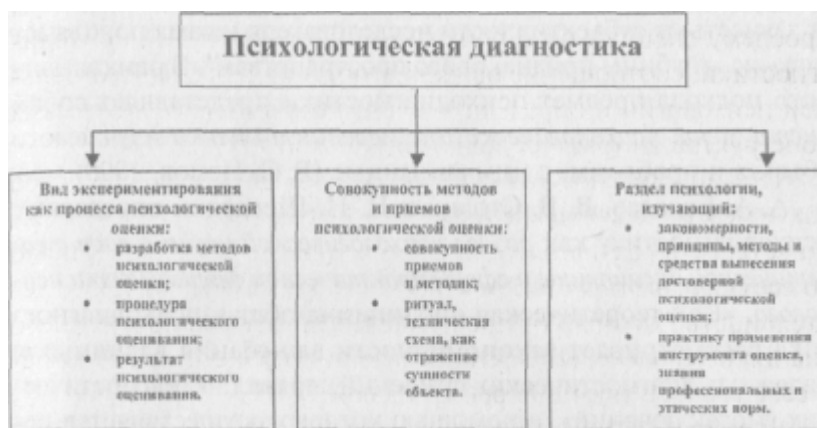 Психологическая диагностика
Вид экспериментирования
как процесса психологической
оценки:
• разработка методов
психологической
оценки;
• процедура
психологического
оценивания;
• результат
психологического
оценивания.
Совокупность методов
и приемов
психологической оценки:
• совокупность
приемов
и методик;
• ритуал,
техническая
схема, как
отражение
сущности
объекта.
Раздел психологии,
изучающий:
• закономерности,
принципы, методы и
средства вынесения
достоверной
психологической
оценки;
• практику применения
инструмента оценки,
знания
профессиональных и
этических норм.